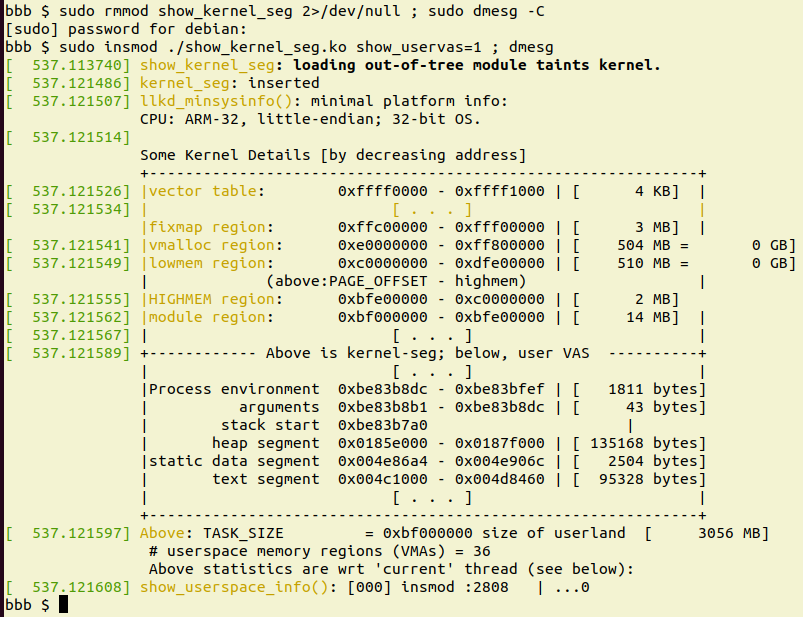 bbb $ sudo rmmod show_kernel_seg 2>/dev/null ; sudo dmesg -C
[sudo] password for debian:
bbb $ sudo insmod ./show_kernel_seg.ko show_uservas=1 ; dmesg
[  537.113740] show_kernel_seg: loading out-of-tree module taints kernel.
[  537.121486] kernel_seg: inserted
[  537.121507] llkd_minsysinfo(): minimal platform info:
               CPU: ARM-32, little-endian; 32-bit OS.
[  537.121514]
               Some Kernel Details [by decreasing address]
               +-------------------------------------------------------------+
[  537.121526] |vector table:        0xffff0000 - 0xffff1000 | [      4 KB]  |
[  537.121534] |                           [ . . . ]                         |
               |fixmap region:       0xffc00000 - 0xfff00000 | [      3 MB]  |
[  537.121541] |vmalloc region:      0xe0000000 - 0xff800000 | [    504 MB =       0 GB]
[  537.121549] |lowmem region:       0xc0000000 - 0xdfe00000 | [    510 MB =       0 GB]
               |             (above:PAGE_OFFSET - highmem)                   |
[  537.121555] |HIGHMEM region:      0xbfe00000 - 0xc0000000 | [      2 MB]
[  537.121562] |module region:       0xbf000000 - 0xbfe00000 | [     14 MB]  |
[  537.121567] |                           [ . . . ]                         |
[  537.121589] +------------ Above is kernel-seg; below, user VAS  ----------+
               |                           [ . . . ]                         |
               |Process environment  0xbe83b8dc - 0xbe83bfef | [   1811 bytes]
               |          arguments  0xbe83b8b1 - 0xbe83b8dc | [     43 bytes]
               |        stack start  0xbe83b7a0                      |
               |       heap segment  0x0185e000 - 0x0187f000 | [ 135168 bytes]
               |static data segment  0x004e86a4 - 0x004e906c | [   2504 bytes]
               |       text segment  0x004c1000 - 0x004d8460 | [  95328 bytes]
               |                           [ . . . ]                         |
               +-------------------------------------------------------------+
[  537.121597] Above: TASK_SIZE         = 0xbf000000 size of userland  [     3056 MB]
                # userspace memory regions (VMAs) = 36
                Above statistics are wrt 'current' thread (see below):
[  537.121608] show_userspace_info(): [000] insmod :2808   | ...0
bbb $